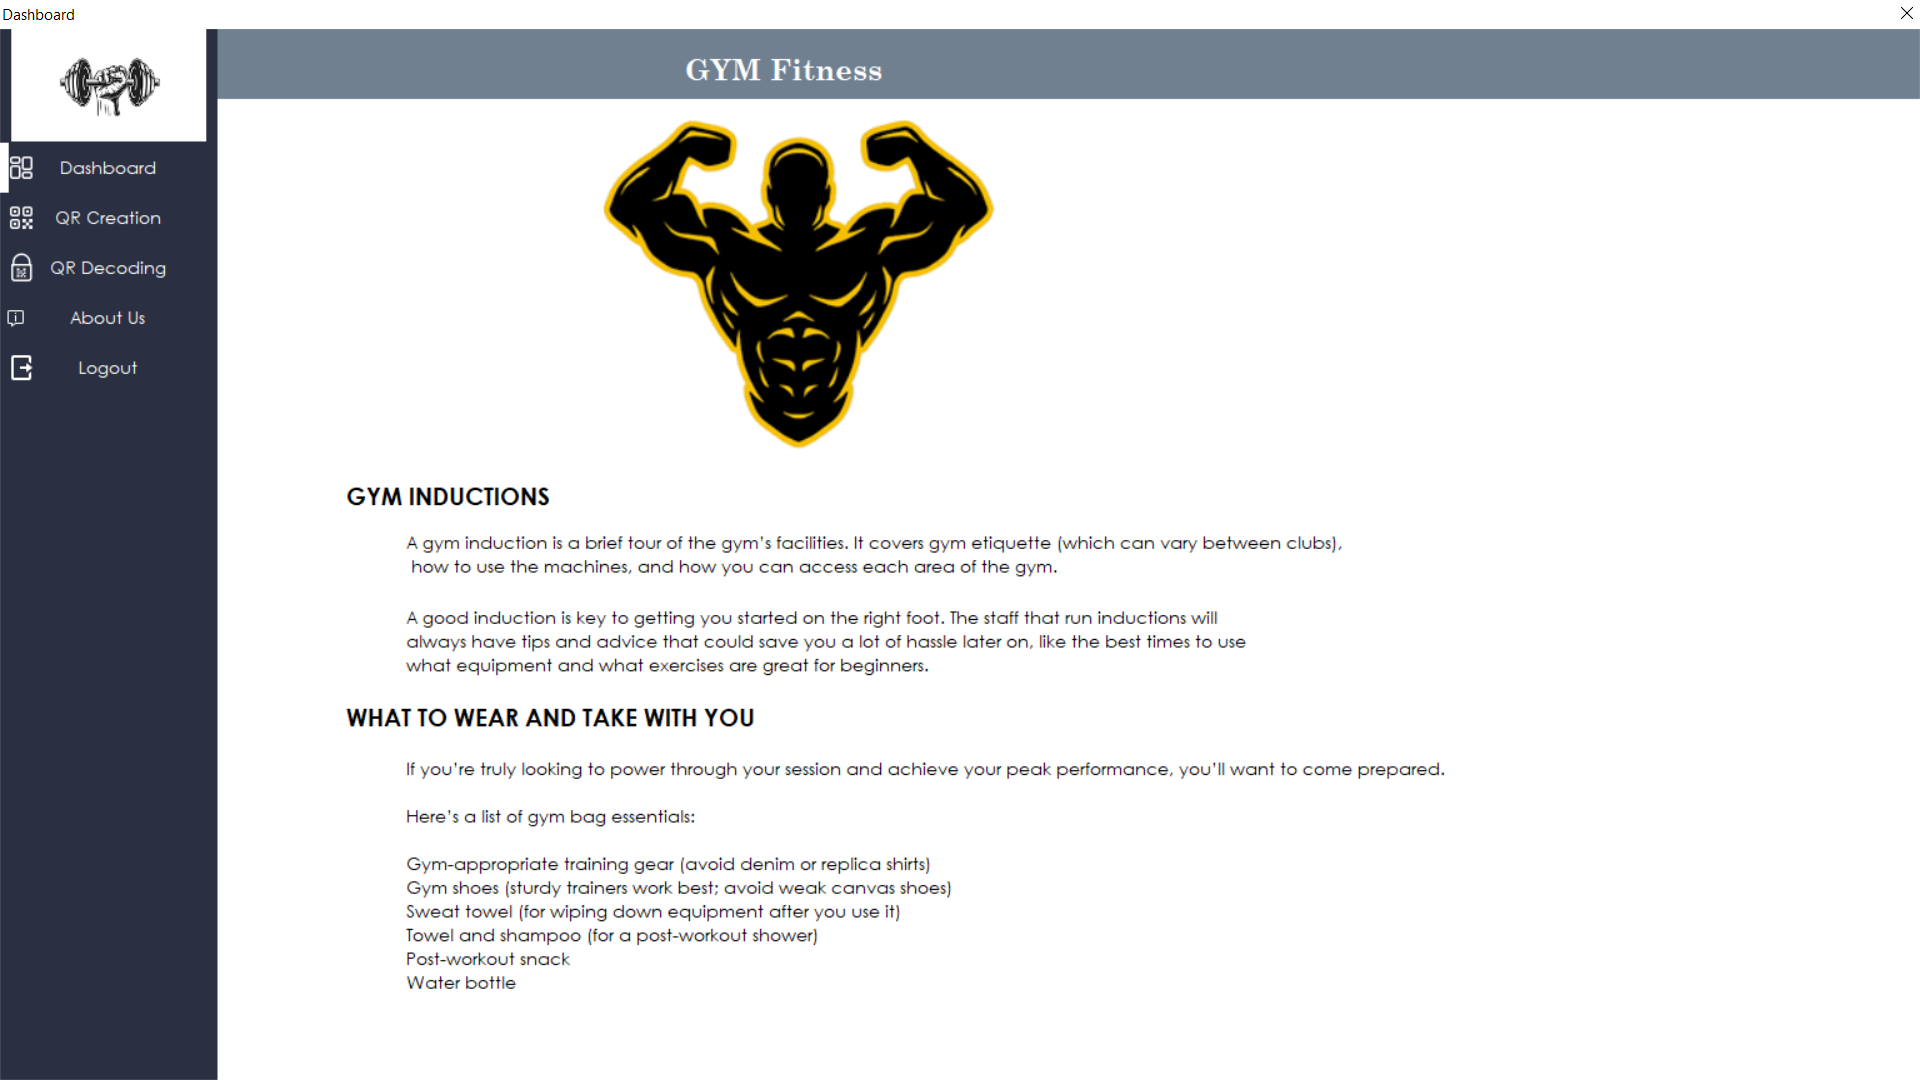 Dashboard
GYM Fitness
Dashboard
QR Creation
QR Decoding
About Us
Logout
GYM INDUCTIONS
A gym induction is a brief tour of the gym’s facilities. It covers gym etiquette (which can vary between clubs),
how to use the machines, and how you can access each area of the gym.
A good induction is key to getting you started on the right foot. The staff that run inductions will
always have tips and advice that could save you a lot of hassle later on, like the best times to use
what equipment and what exercises are great for beginners.
WHAT TO WEAR AND TAKE WITH YOU
If you’re truly looking to power through your session and achieve your peak performance, you’ll want to come prepared.
Here’s a list of gym bag essentials:
Gym-appropriate training gear (avoid denim or replica shirts)
Gym shoes (sturdy trainers work best; avoid weak canvas shoes)
Sweat towel (for wiping down equipment after you use it)
Towel and shampoo (for a post-workout shower)
Post-workout snack
Water bottle